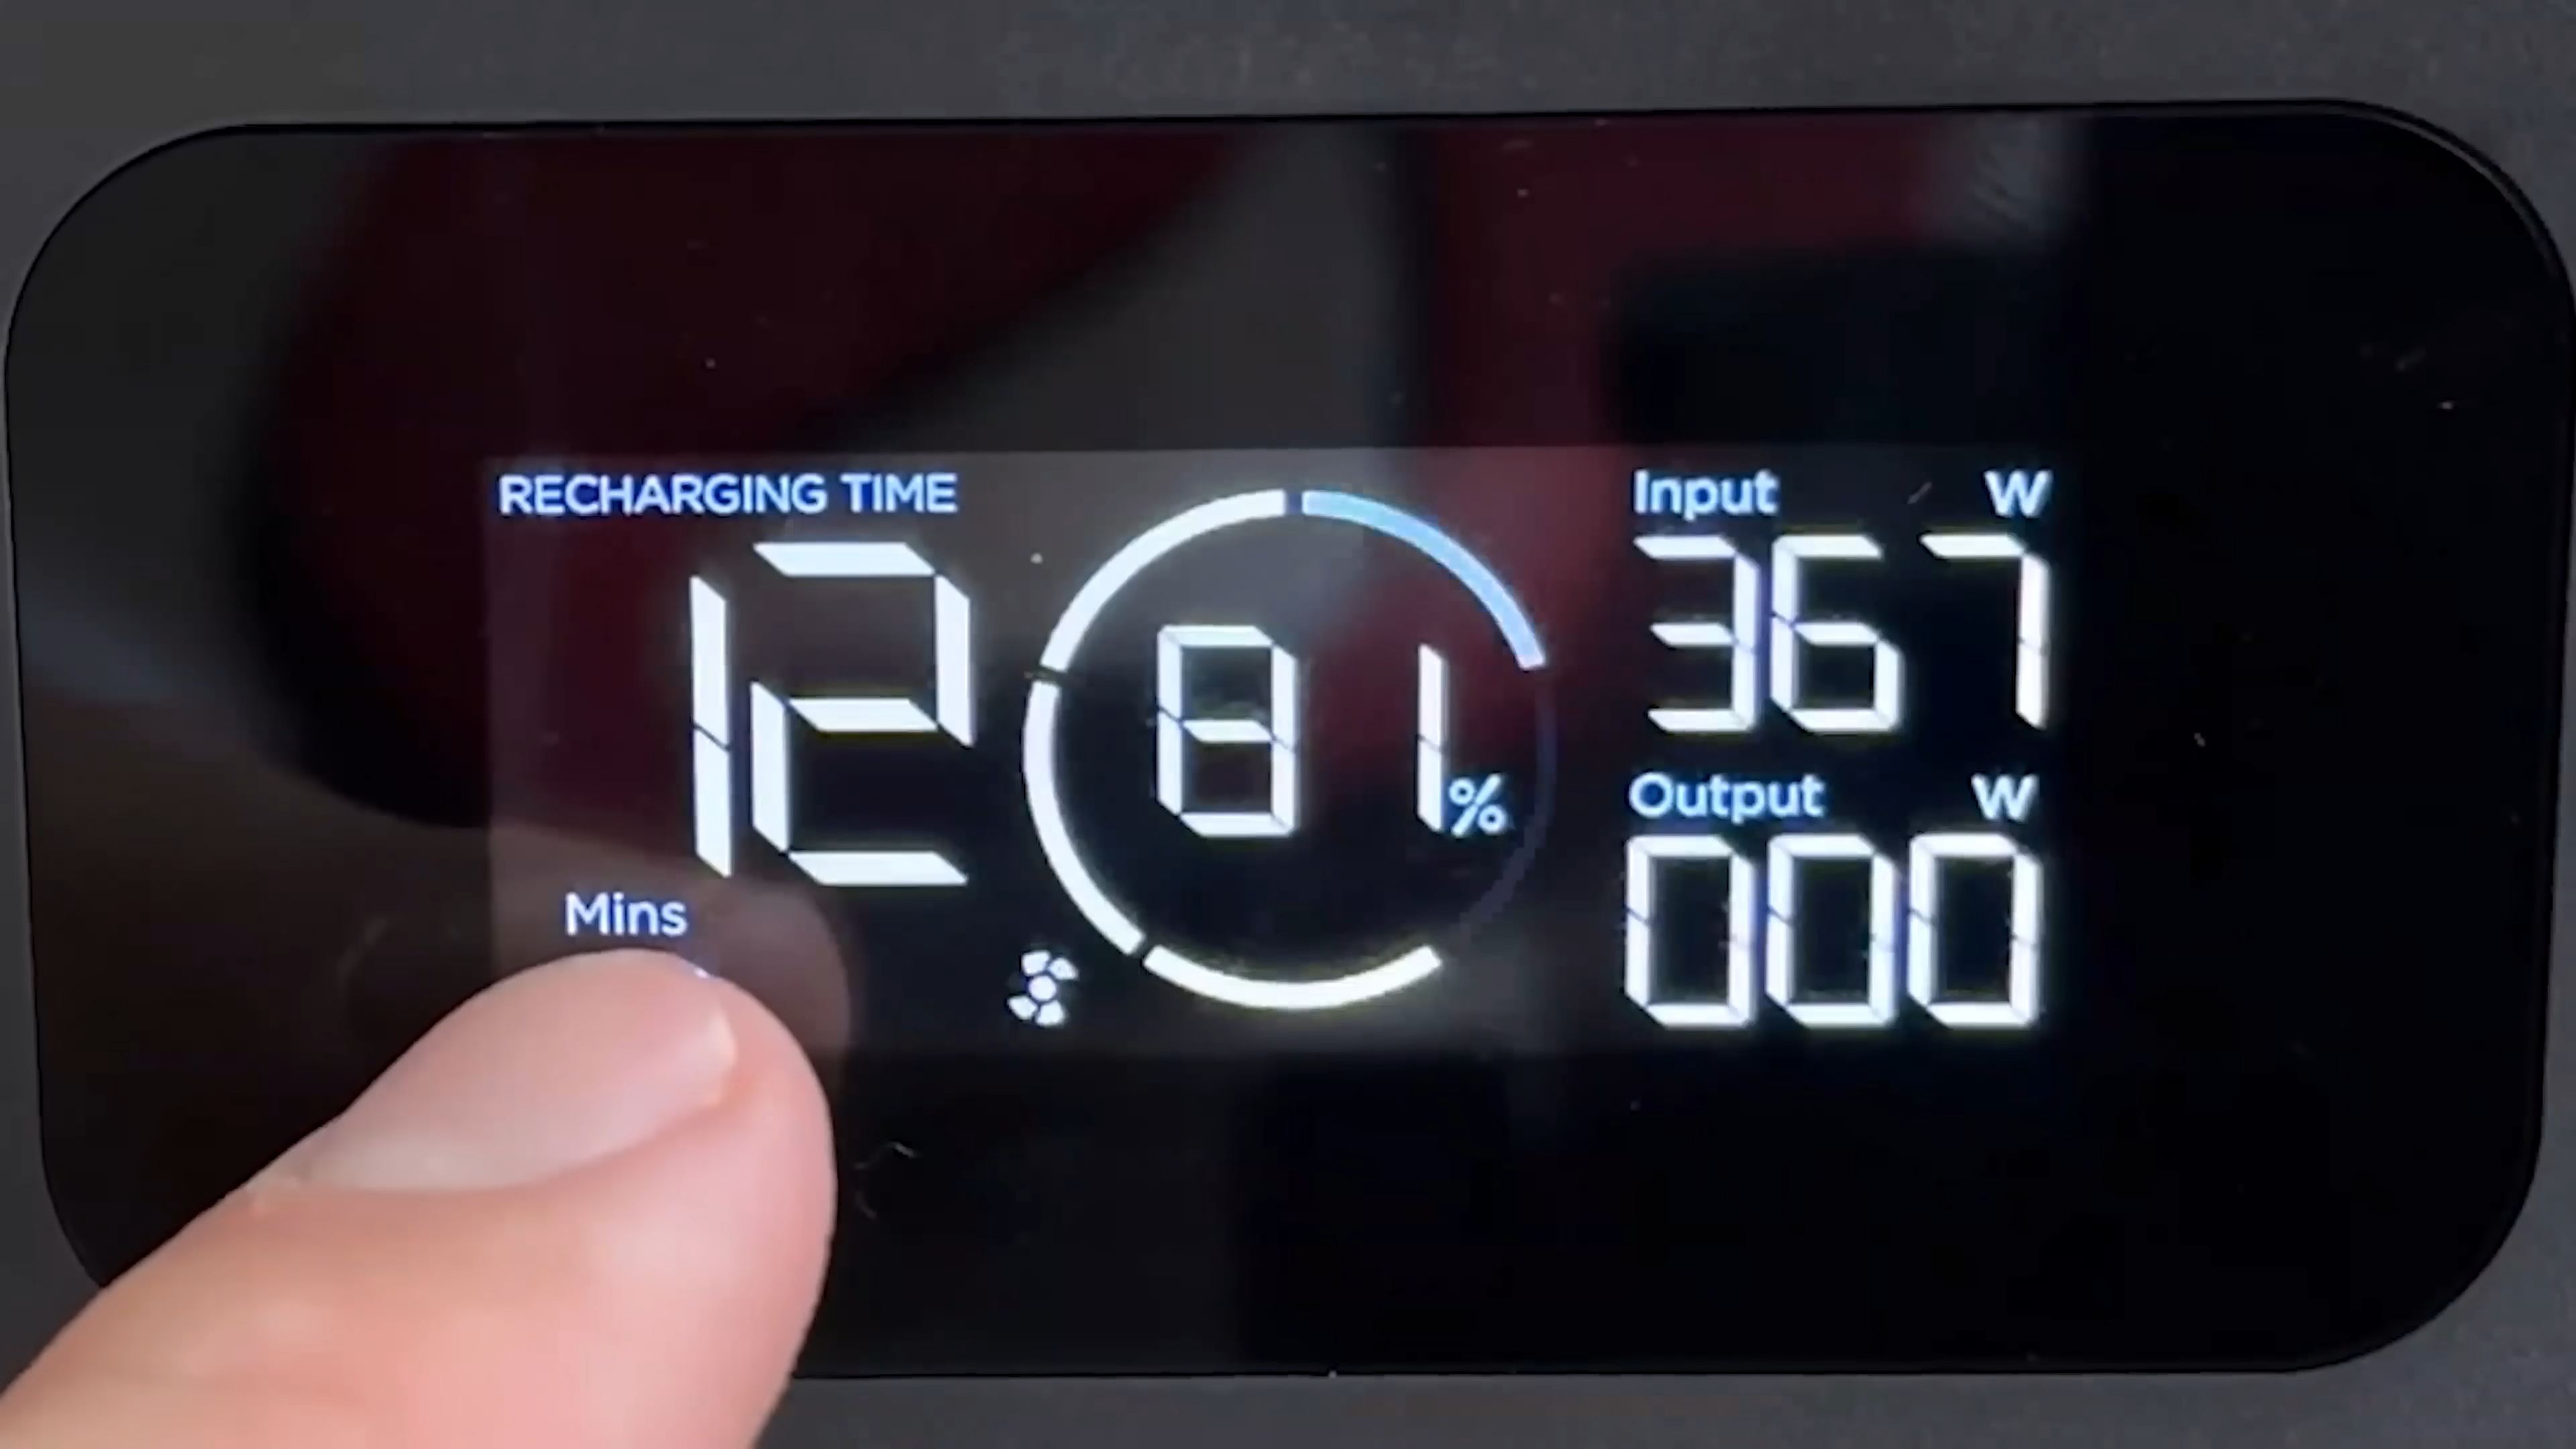 RECHARGING TIME
12
Mins
81%
Input W
367
Output W
000